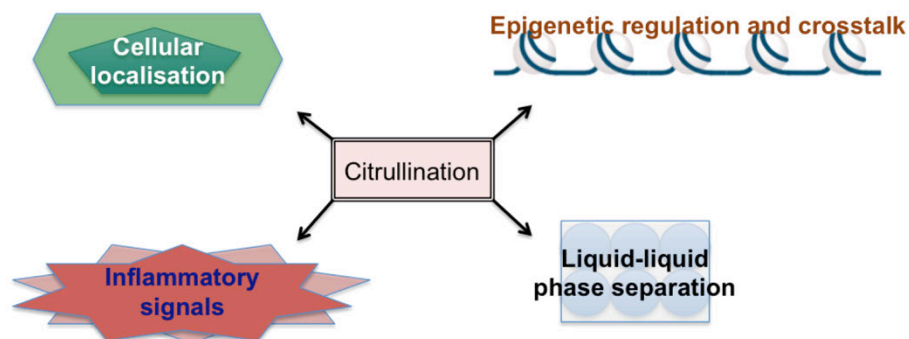 Cellular
localisation
Epigenetic regulation and crosstalk
Citrullination
Inflammatory
signals
Liquid-liquid
phase separation